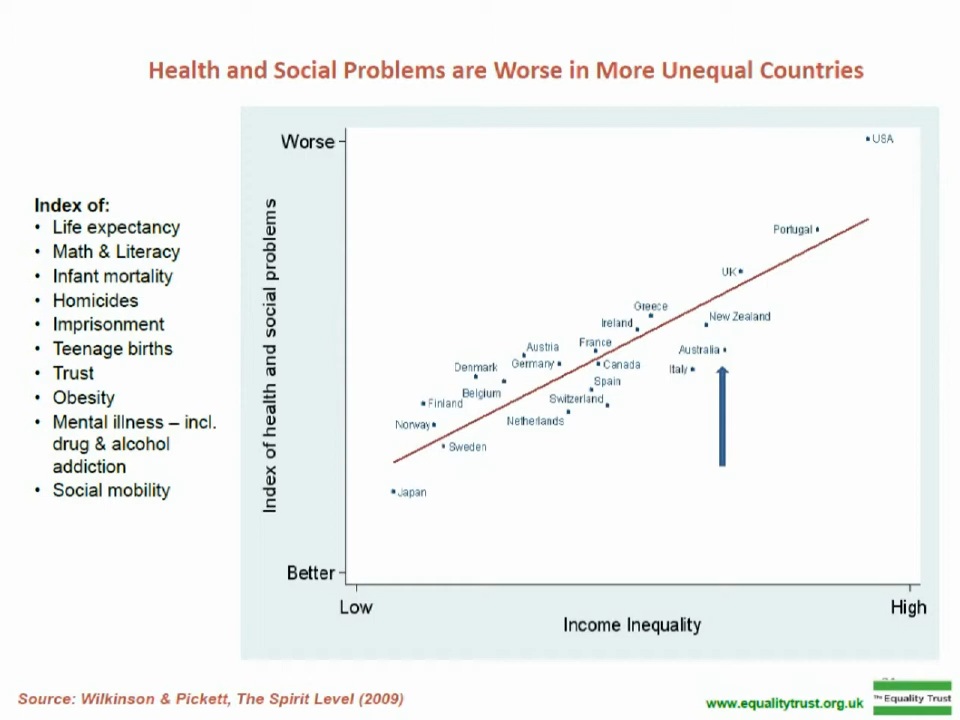 Health and Social Problems are Worse in More Unequal Countries
Index of:
• Life expectancy
• Math & Literacy
• Infant mortality
• Homicides
• Imprisonment
• Teenage births
• Trust
• Obesity
• Mental illness – incl.
drug & alcohol
addiction
• Social mobility
Index of health and social problems
Worse
Better
USA
Portugal
UK
Greece
New Zealand
Ireland
France
Austria
Australia
Germany
Canada
Denmark
Italy
Spain
Belgium
Switzerland
Finland
Netherlands
Norway
Sweden
Japan
Low
High
Income Inequality
Source: Wilkinson & Pickett, The Spirit Level (2009)
www.equalitytrust.org.uk
The Equality Trust